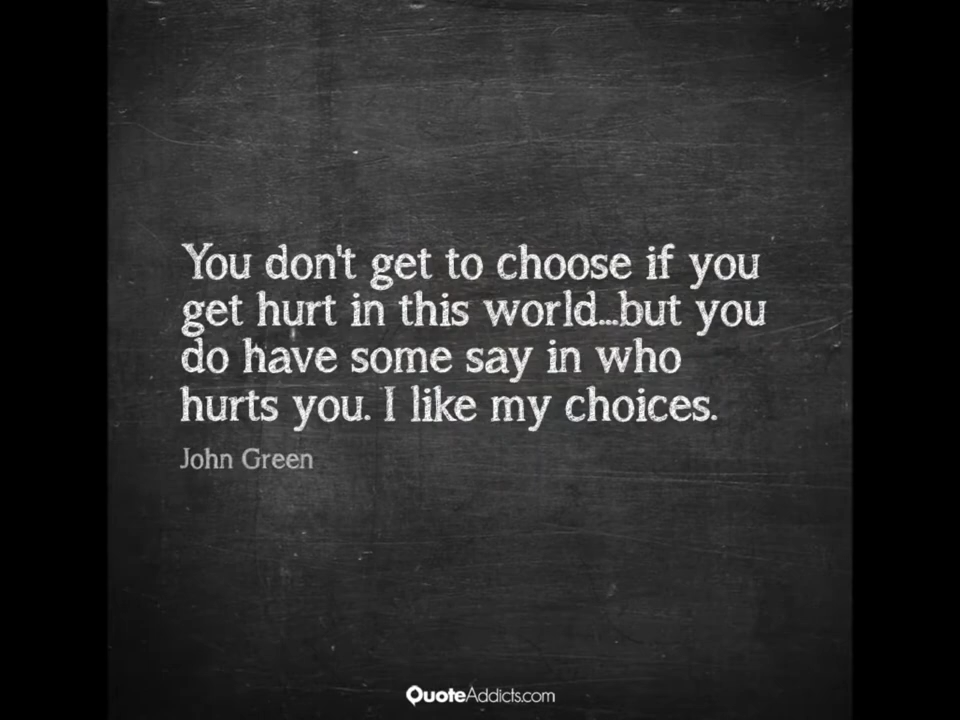 You don't get to choose if you
get hurt in this world...but you
do have some say in who
hurts you. I like my choices.
John Green
QuoteAddicts.com